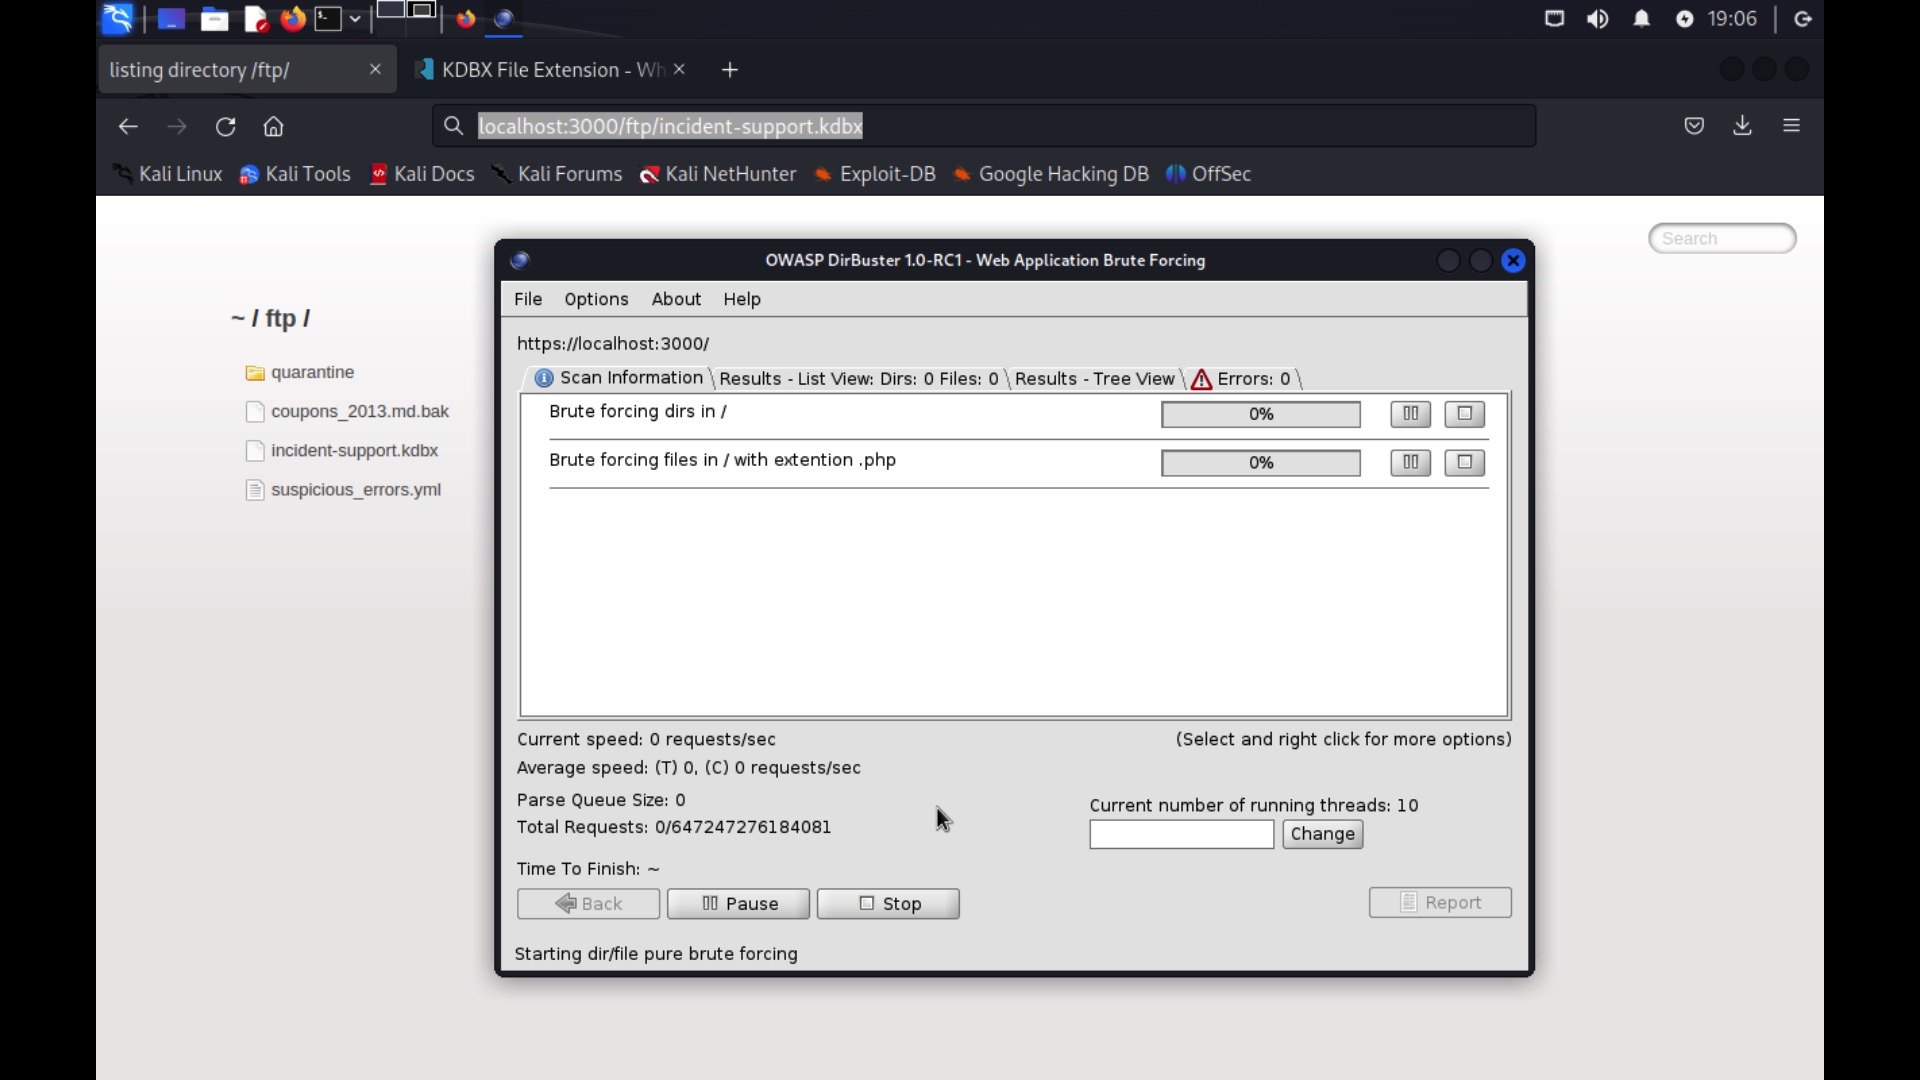 19:06
listing directory /ftp/
KDBX File Extension - Wh
localhost:3000/ftp/incident-support.kdbx
Kali Linux Kali Tools Kali Docs Kali Forums Kali NetHunter Exploit-DB Google Hacking DB OffSec
Search
~ / ftp /
quarantine
coupons_2013.md.bak
incident-support.kdbx
suspicious_errors.yml
OWASP DirBuster 1.0-RC1 - Web Application Brute Forcing
File Options About Help
https://localhost:3000/
Scan Information Results - List View: Dirs: 0 Files: 0 Results - Tree View Errors: 0
Brute forcing dirs in / 0%
Brute forcing files in / with extention .php 0%
Current speed: 0 requests/sec (Select and right click for more options)
Average speed: (T) 0, (C) 0 requests/sec
Parse Queue Size: 0 Current number of running threads: 10
Total Requests: 0/647247276184081 Change
Time To Finish: ~
Back Pause Stop Report
Starting dir/file pure brute forcing